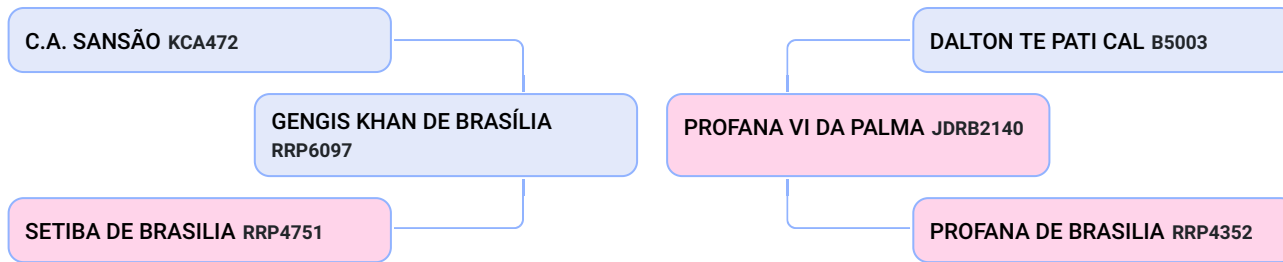 C.A. SANSÃO KCA472
DALTON TE PATI CAL B5003
GENGIS KHAN DE BRASÍLIA
RRP6097
PROFANA VI DA PALMA JDRB2140
SETIBA DE BRASILIA RRP4751
PROFANA DE BRASILIA RRP4352